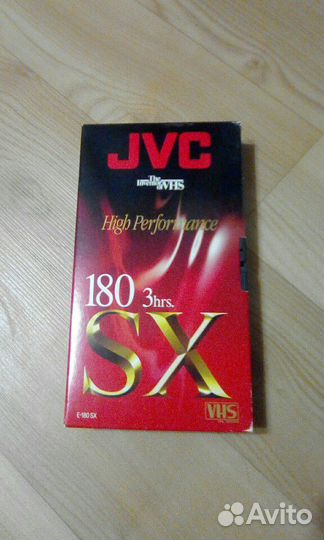 JVC
The
Inventor
of VHS
High Performance
180 3hrs.
SX
E-180 SX
VHS
Avito